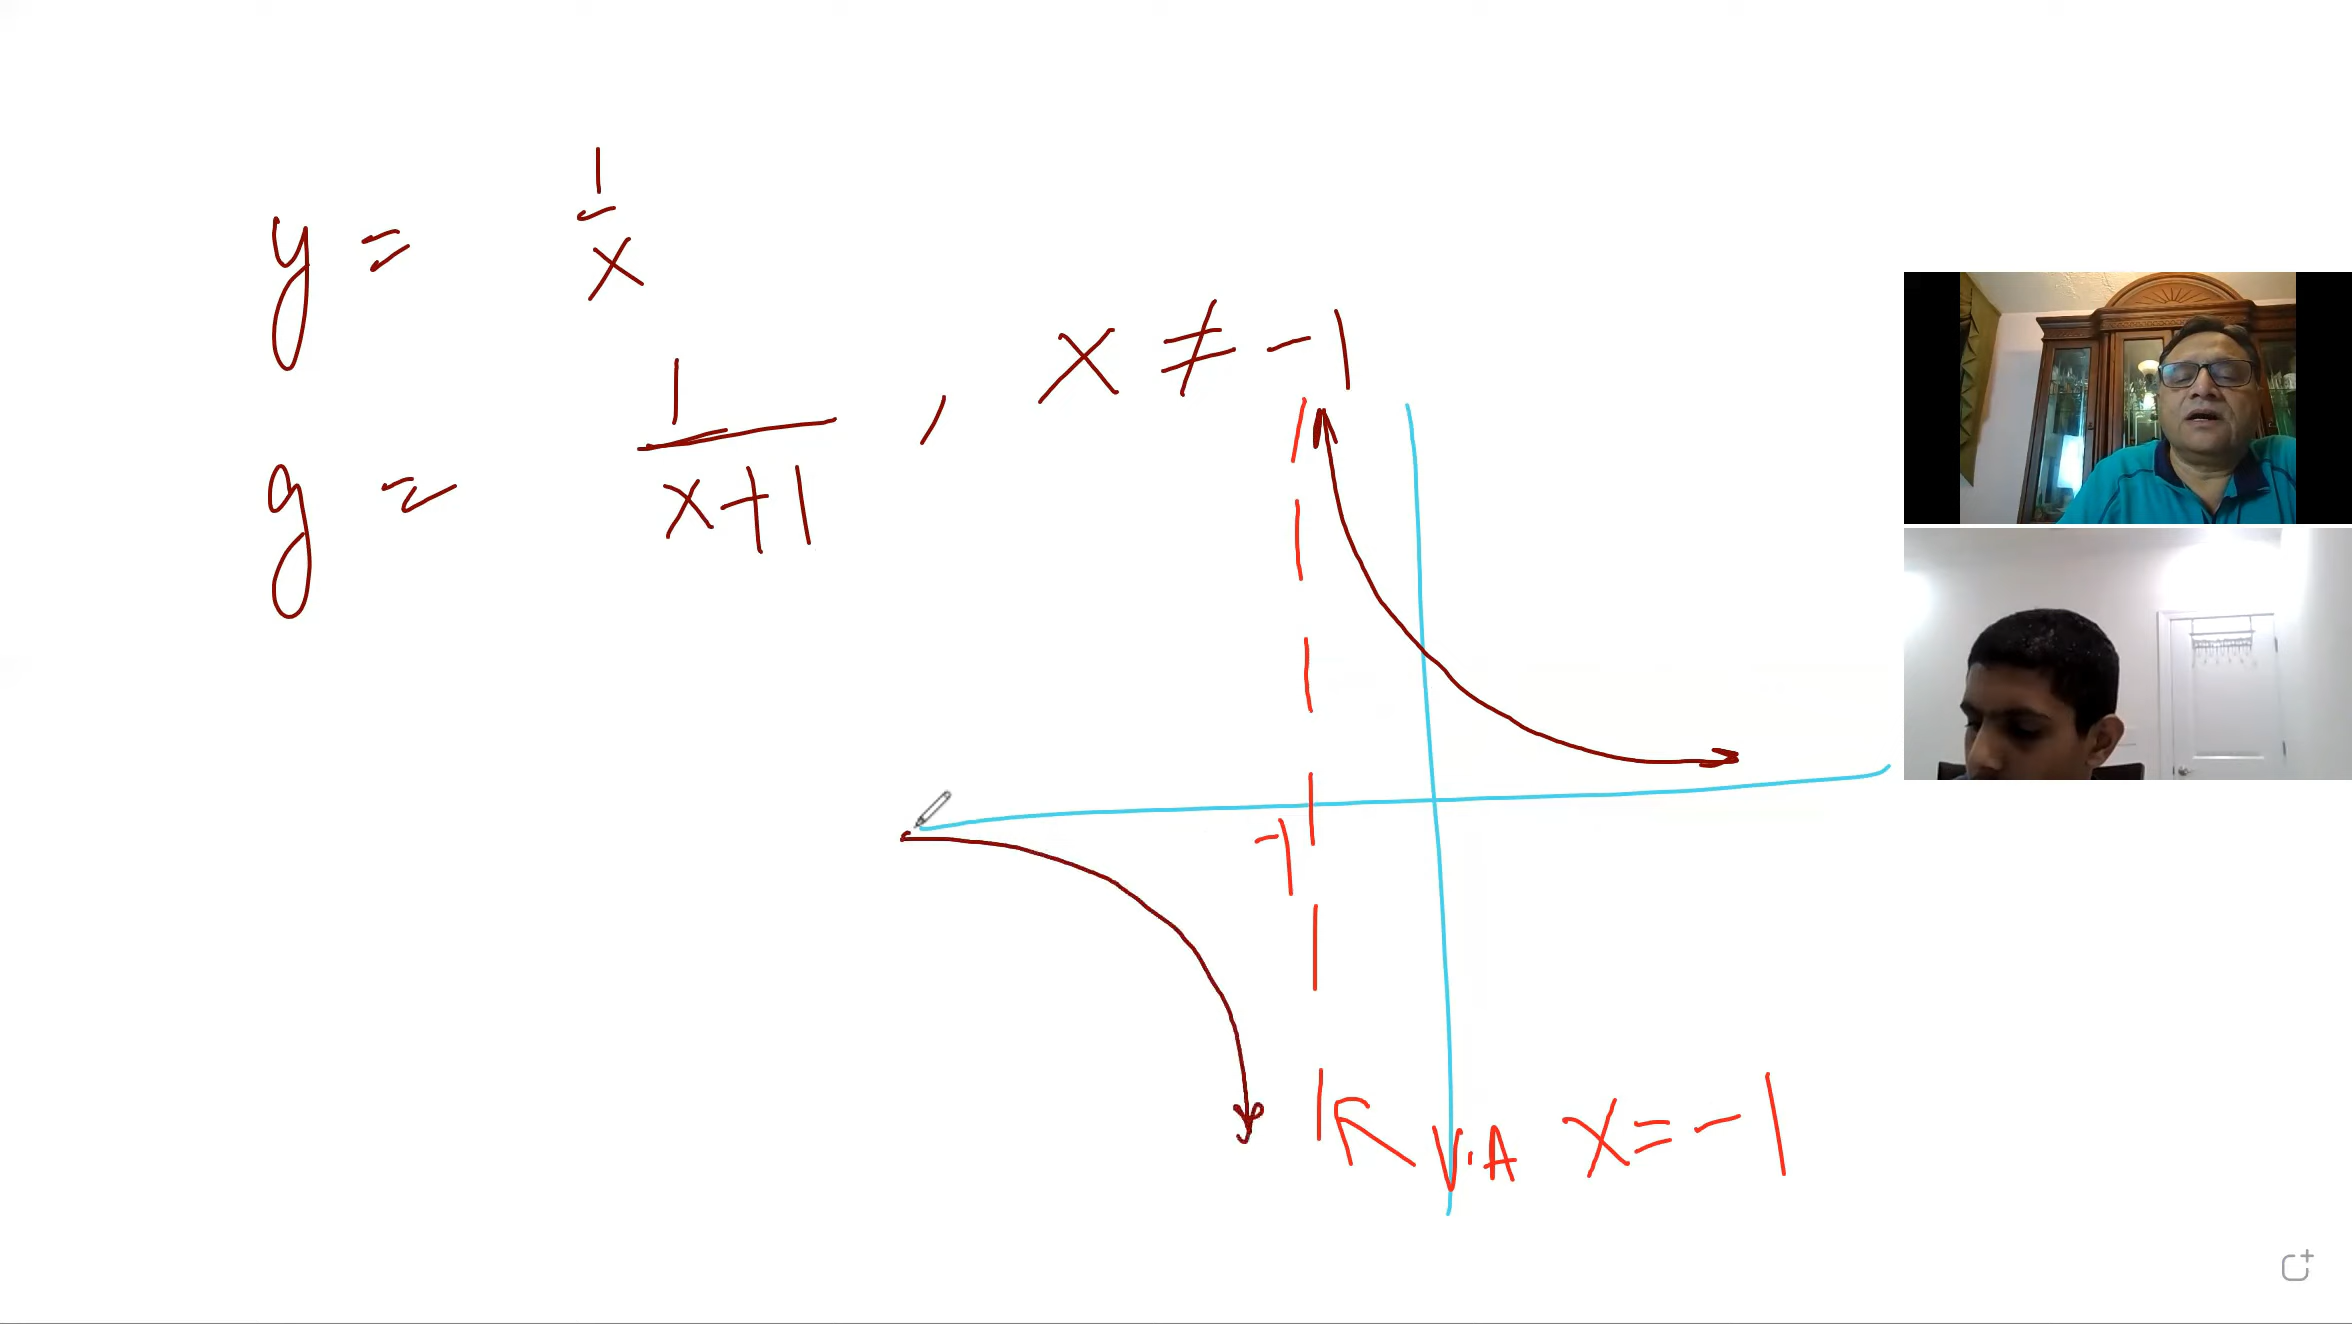 y = 1/x
y = 1/(x+1) , x ≠ -1
-1
V.A x = -1